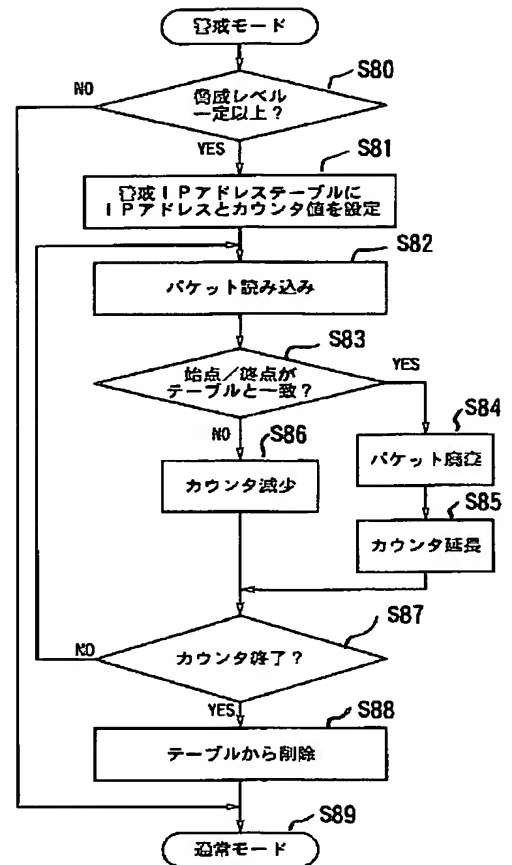 警戒モード
S80
NO
脅威レベル
一定以上?
YES
S81
警戒IPアドレステーブルに
IPアドレスとカウンタ値を設定
S82
パケット読み込み
S83
始点/終点が
テーブルと一致?
YES
NO
S86
S84
カウンタ減少
パケット廃棄
S85
カウンタ延長
S87
NO
カウンタ終了?
YES
S88
テーブルから削除
S89
通常モード